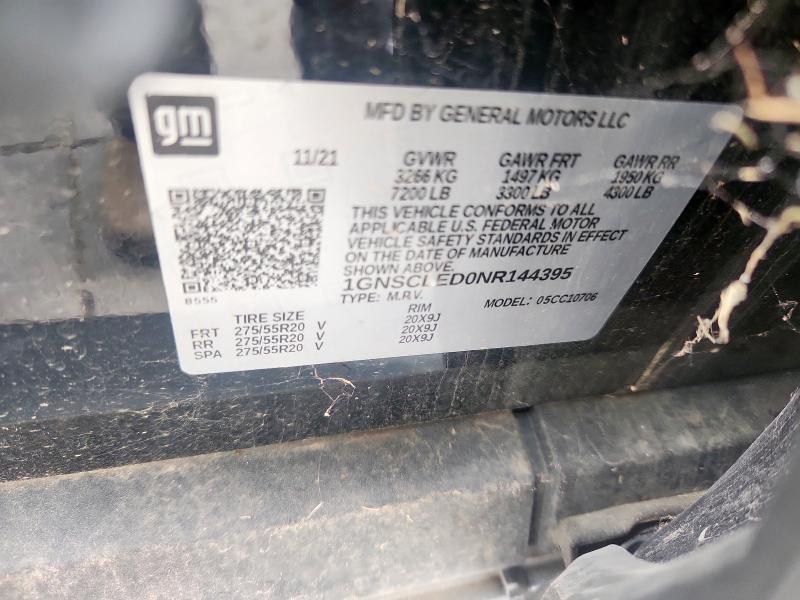 gm
MFD BY GENERAL MOTORS LLC
11/21 GVWR GAWR FRT GAWR RR
3266 KG 1497 KG 1950 KG
7200 LB 3300 LB 4300 LB
THIS VEHICLE CONFORMS TO ALL
APPLICABLE U.S. FEDERAL MOTOR
VEHICLE SAFETY STANDARDS IN EFFECT
ON THE DATE OF MANUFACTURE
SHOWN ABOVE.
1GNSCLED0NR144395
B555
TYPE: M.P.V. MODEL: 05CC10706
TIRE SIZE RIM
FRT 275/55R20 V 20X9J
RR 275/55R20 V 20X9J
SPA 275/55R20 V 20X9J